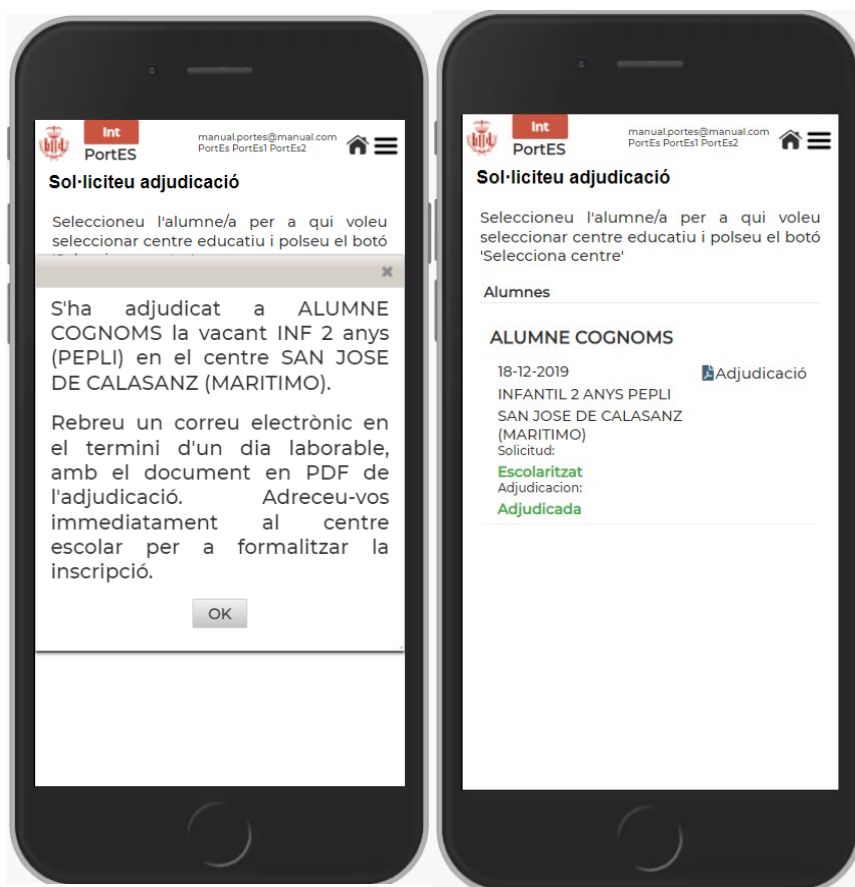 Int
PortES
manual.portes@manual.com
PortEs PortEs1 PortEs2
Sol·liciteu adjudicació
Seleccioneu l'alumne/a per a qui voleu
seleccionar centre educatiu i polseu el botó
S'ha adjudicat a ALUMNE
COGNOMS la vacant INF 2 anys
(PEPLI) en el centre SAN JOSE
DE CALASANZ (MARITIMO).
Rebreu un correu electrònic en
el termini d'un dia laborable,
amb el document en PDF de
l'adjudicació. Adreceu-vos
immediatament al centre
escolar per a formalitzar la
inscripció.
OK
Int
PortES
manual.portes@manual.com
PortEs PortEs1 PortEs2
Sol·liciteu adjudicació
Seleccioneu l'alumne/a per a qui voleu
seleccionar centre educatiu i polseu el botó
'Selecciona centre'
Alumnes
ALUMNE COGNOMS
18-12-2019
Adjudicació
INFANTIL 2 ANYS PEPLI
SAN JOSE DE CALASANZ
(MARITIMO)
Solicitud:
Escolaritzat
Adjudicacion:
Adjudicada